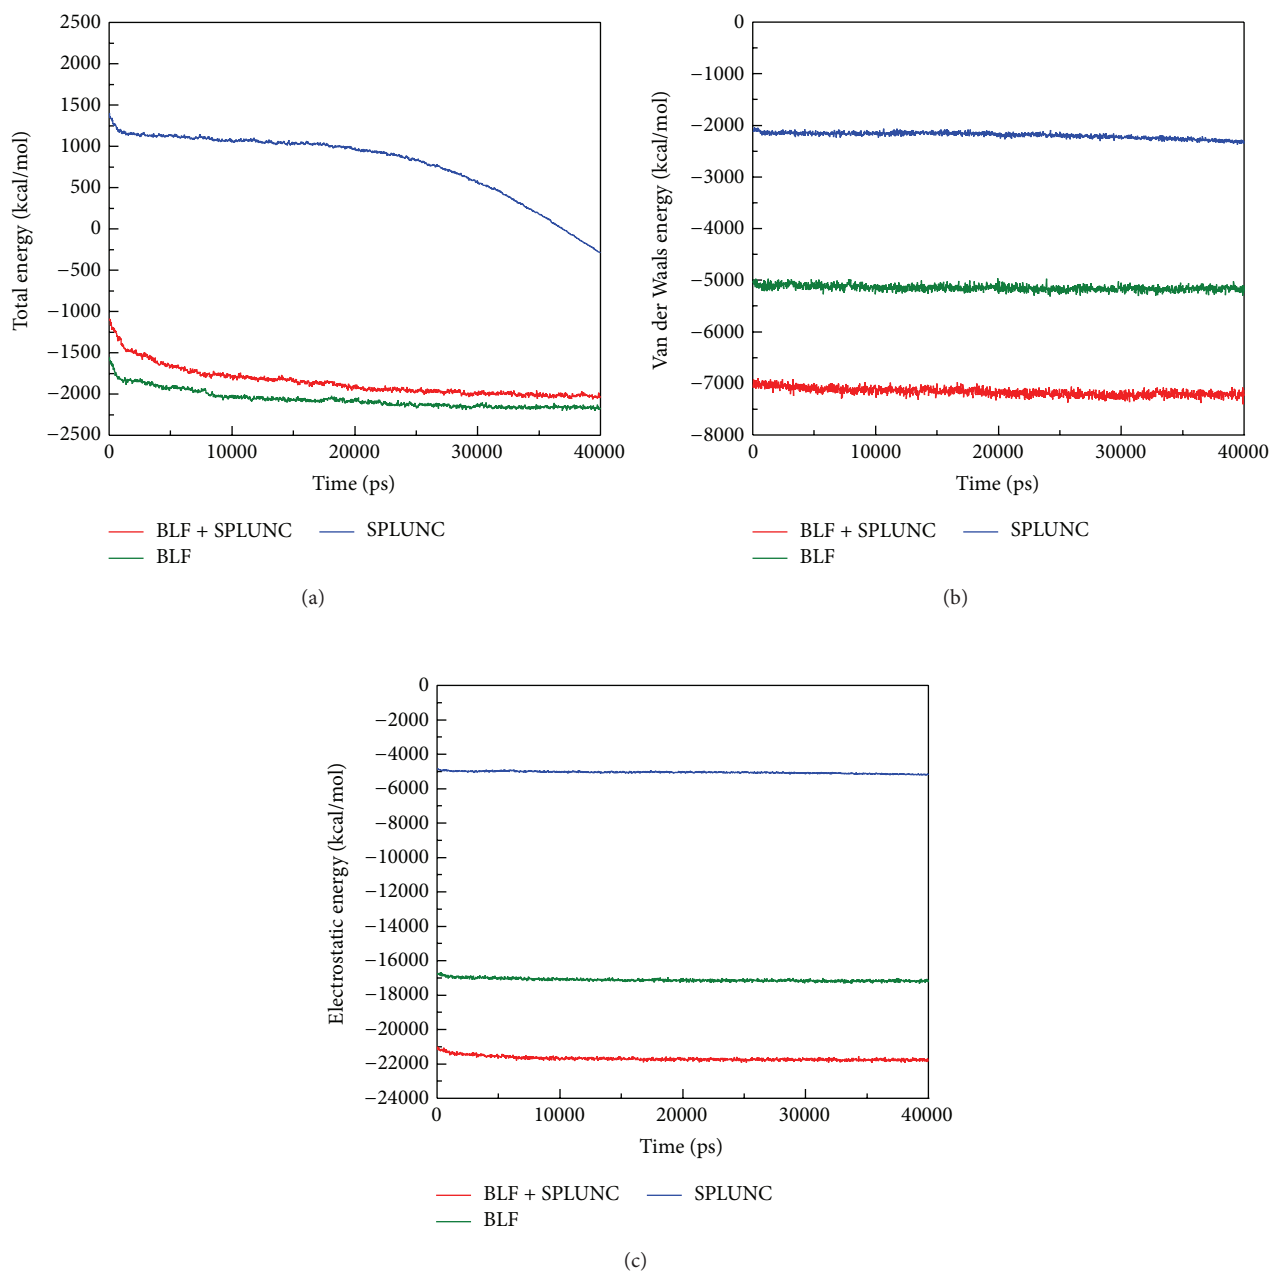 Total energy (kcal/mol)
2500
2000
1500
1000
500
0
−500
−1000
−1500
−2000
−2500
0 10000 20000 30000 40000
Time (ps)
BLF + SPLUNC SPLUNC
BLF
(a)
Van der Waals energy (kcal/mol)
0
−1000
−2000
−3000
−4000
−5000
−6000
−7000
−8000
0 10000 20000 30000 40000
Time (ps)
BLF + SPLUNC SPLUNC
BLF
(b)
Electrostatic energy (kcal/mol)
0
−2000
−4000
−6000
−8000
−10000
−12000
−14000
−16000
−18000
−20000
−22000
−24000
0 10000 20000 30000 40000
Time (ps)
BLF + SPLUNC SPLUNC
BLF
(c)